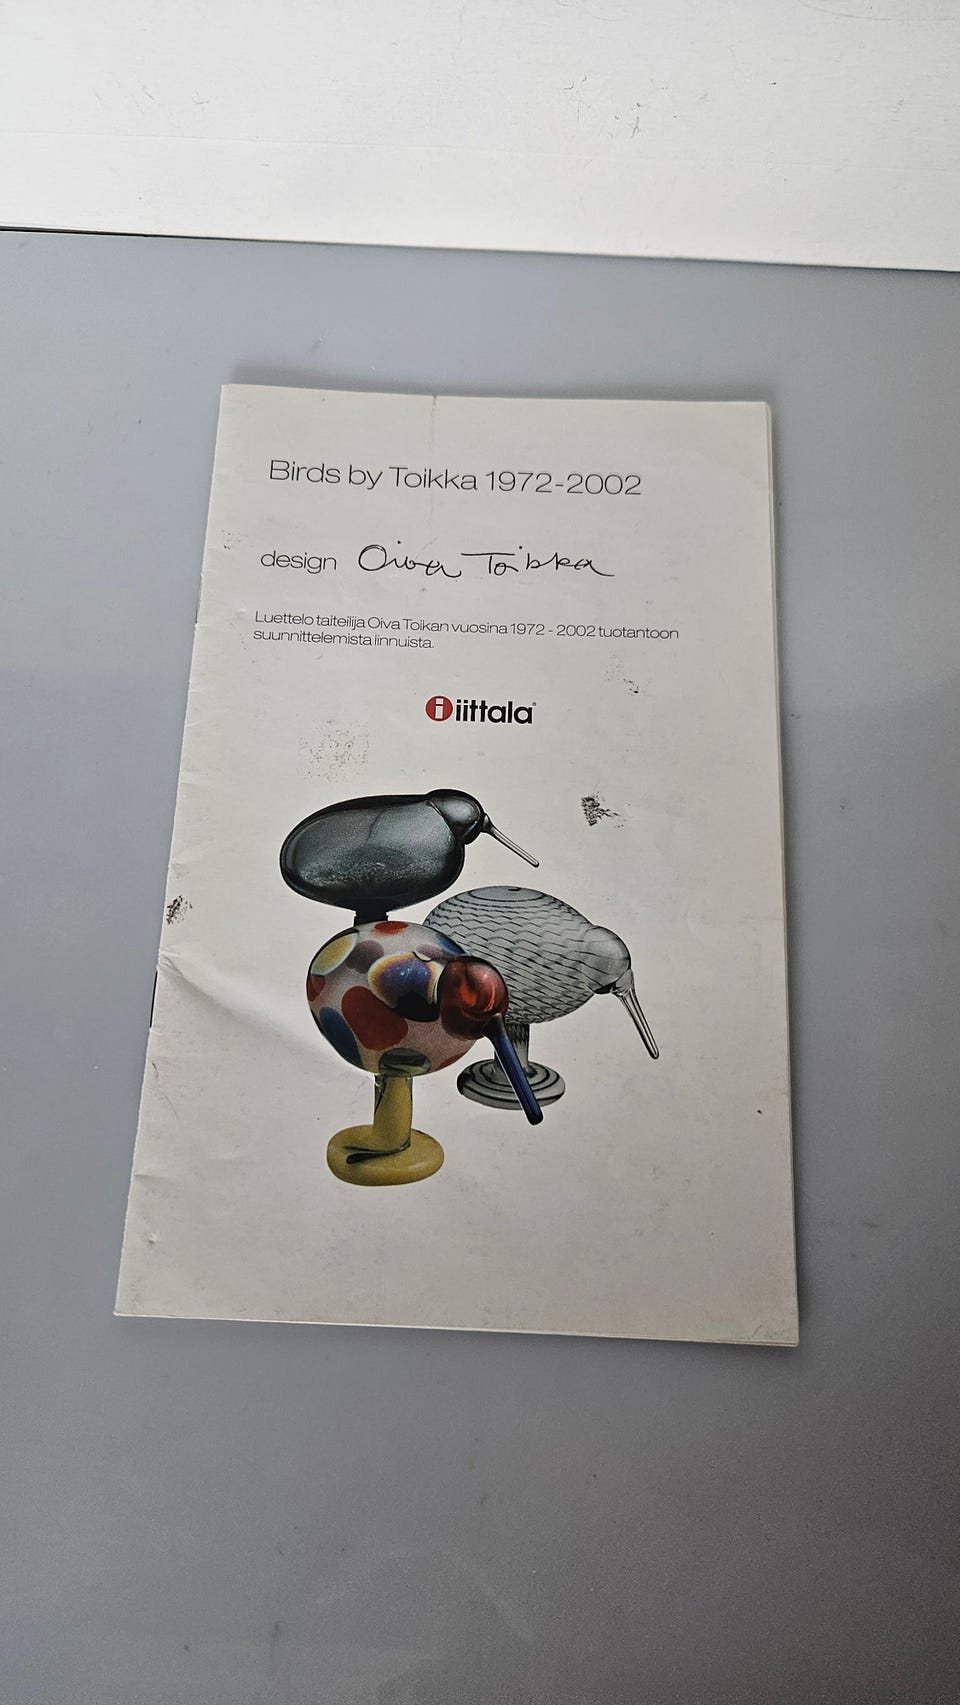 Birds by Toikka 1972-2002
design Oiva Toikka
Luettelo taiteilija Oiva Toikan vuosina 1972 - 2002 tuotantoon
suunnittelemista linnuista.
i iittala